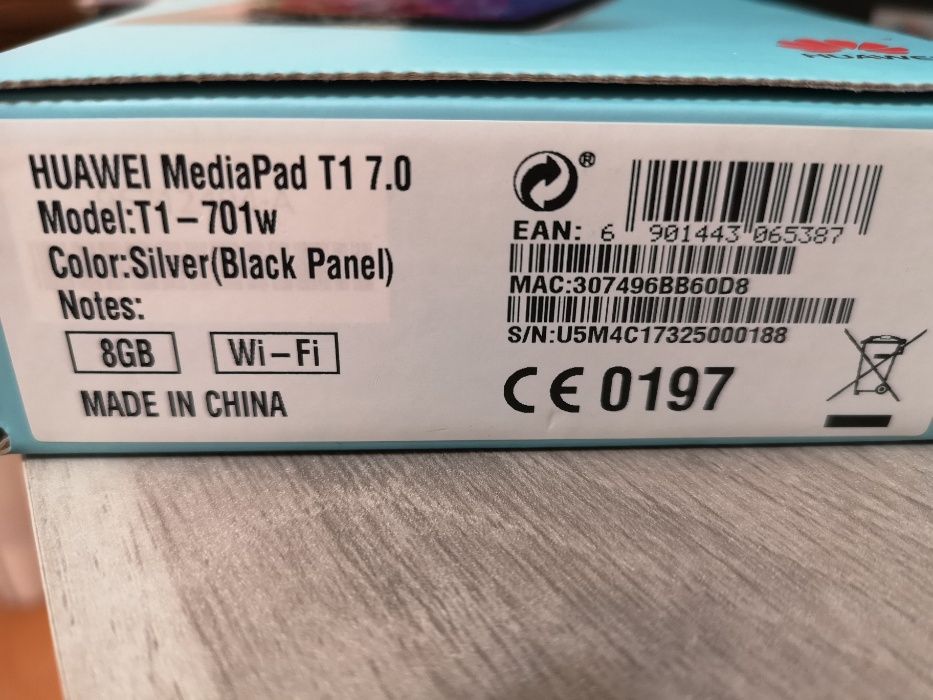 HUAWEI
HUAWEI MediaPad T1 7.0
Model:T1-701w
Color:Silver(Black Panel)
Notes:
8GB Wi-Fi
MADE IN CHINA
®
EAN: 6 901443 065387
MAC:307496BB60D8
S/N:U5M4C17325000188
CE 0197